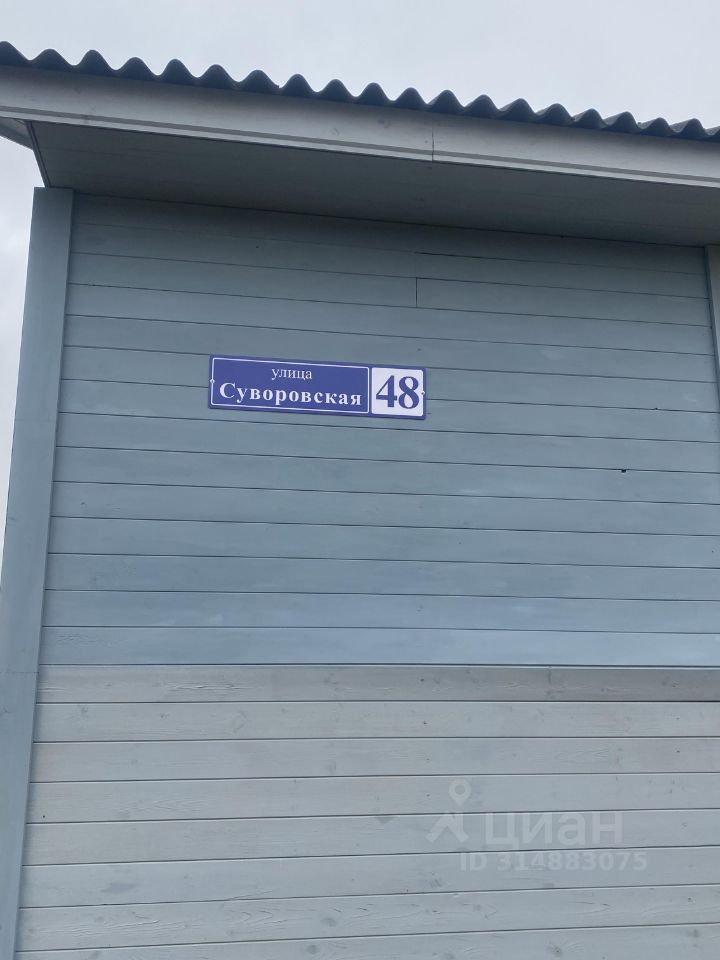 улица
Суворовская
48
циан
ID 314883075